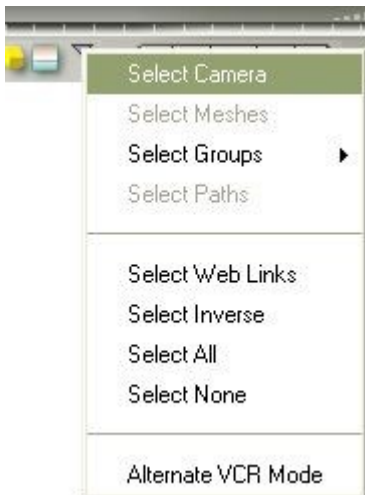 Select Camera
Select Meshes
Select Groups
Select Paths
Select Web Links
Select Inverse
Select All
Select None
Alternate VCR Mode